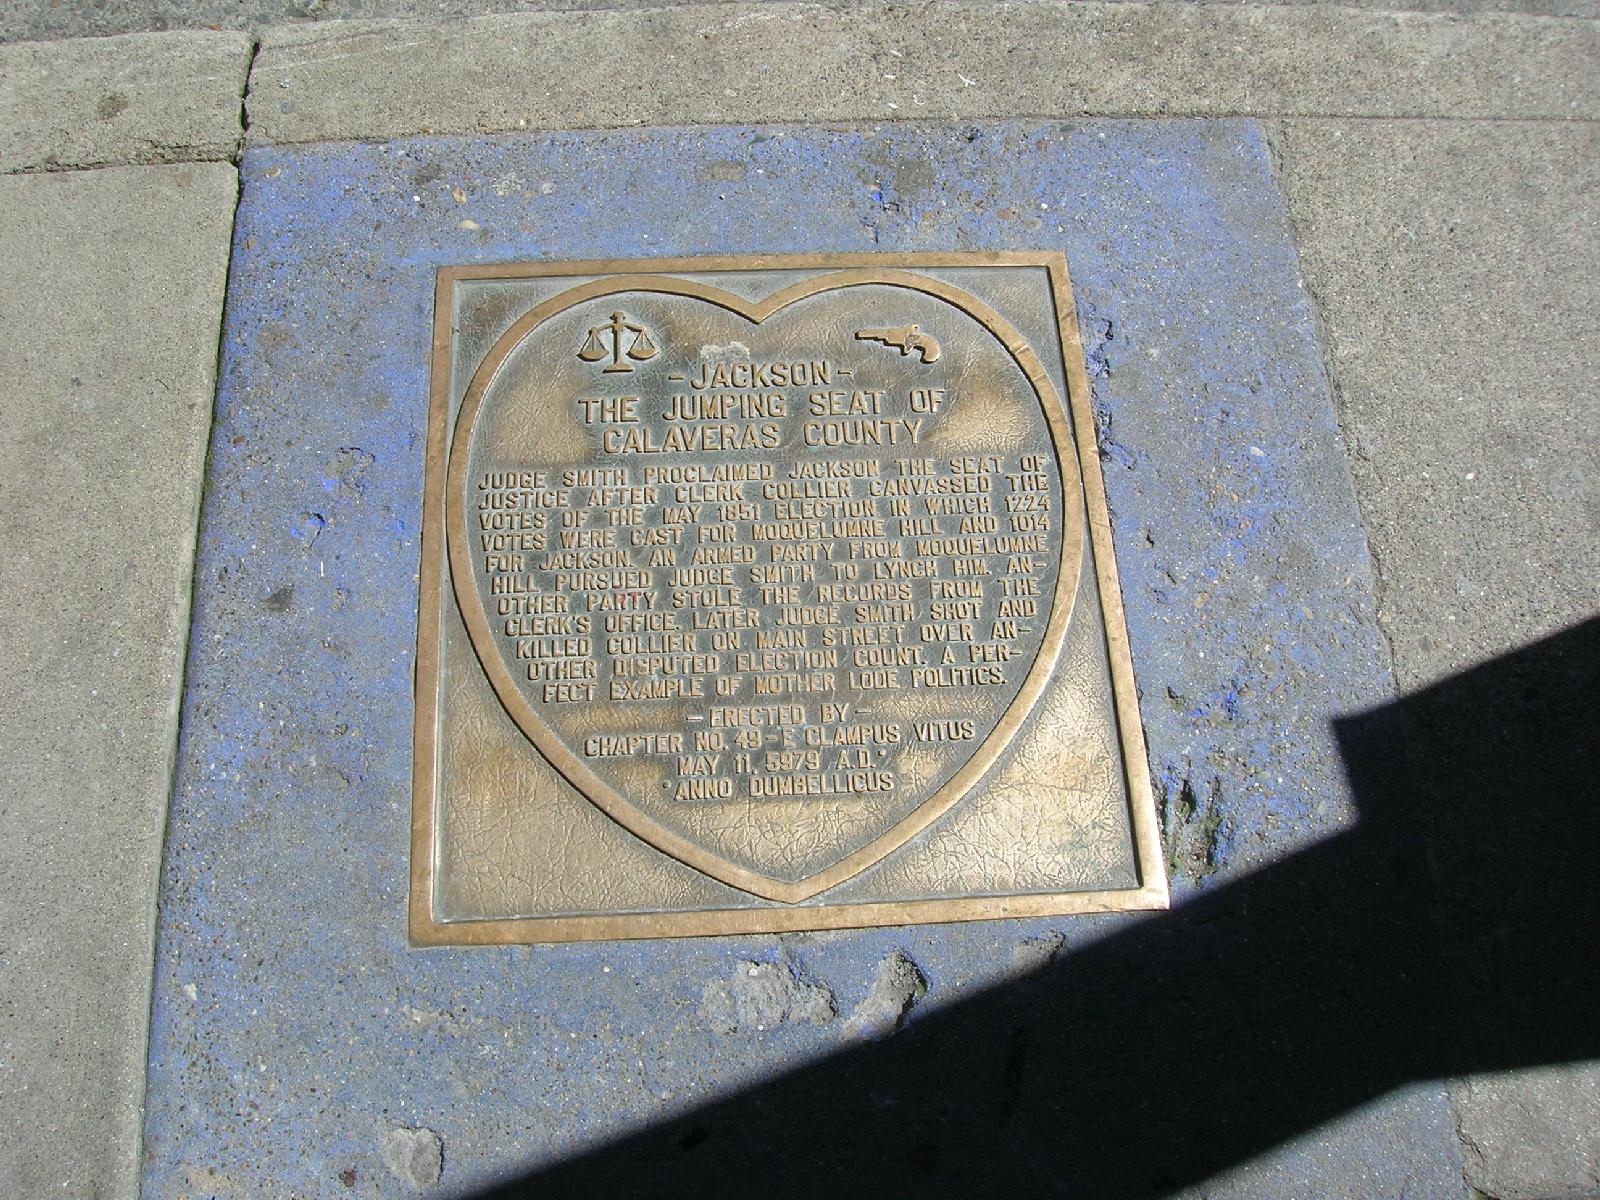 -JACKSON-
THE JUMPING SEAT OF
CALAVERAS COUNTY
JUDGE SMITH PROCLAIMED JACKSON THE SEAT OF
JUSTICE AFTER CLERK COLLIER CANVASSED THE
VOTES OF THE MAY 1851 ELECTION IN WHICH 1224
VOTES WERE CAST FOR MOQUELUMNE HILL AND 1014
FOR JACKSON. AN ARMED PARTY FROM MOQUELUMNE
HILL PURSUED JUDGE SMITH TO LYNCH HIM. AN-
OTHER PARTY STOLE THE RECORDS FROM THE
CLERK'S OFFICE. LATER JUDGE SMITH SHOT AND
KILLED COLLIER ON MAIN STREET OVER AN-
OTHER DISPUTED ELECTION COUNT. A PER-
FECT EXAMPLE OF MOTHER LODE POLITICS.
- ERECTED BY -
CHAPTER NO. 49 - E CLAMPUS VITUS
MAY 11, 5979 A.D.*
*ANNO DUMBELLICUS